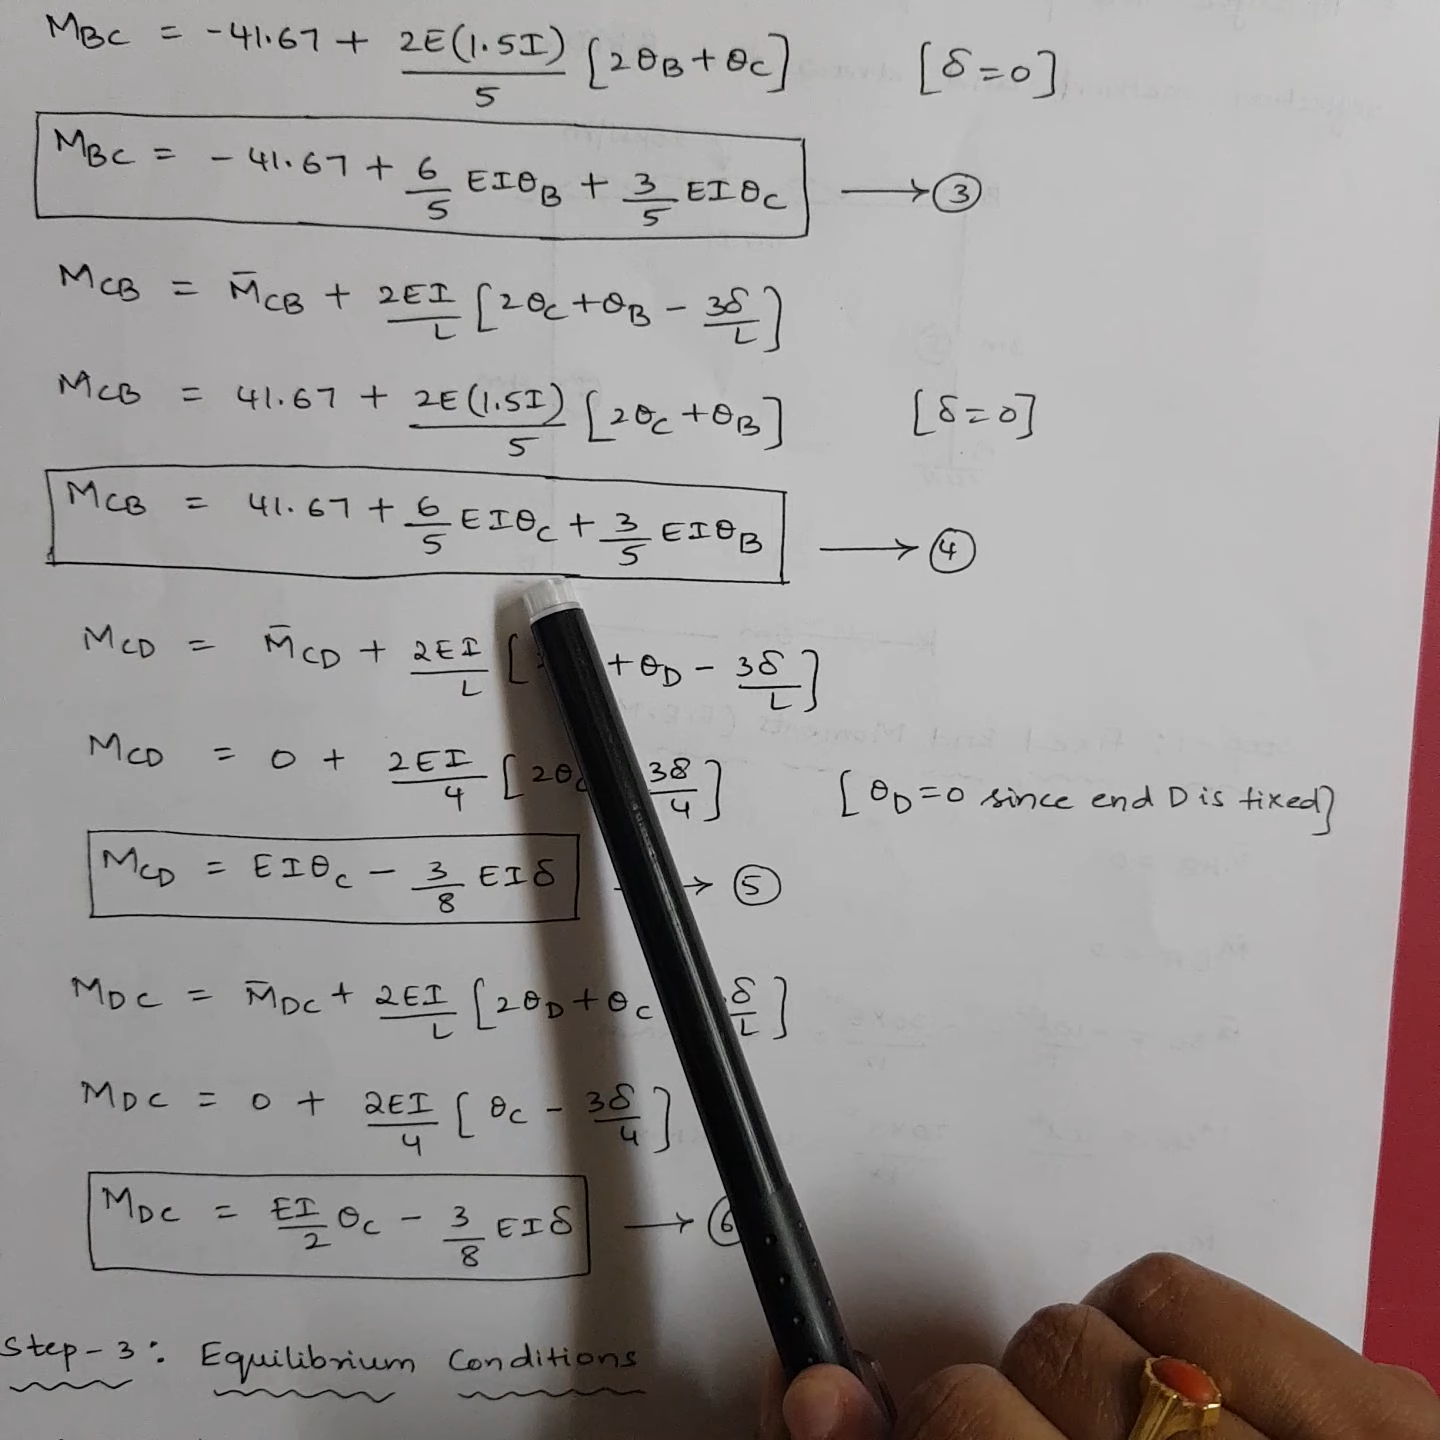 MBC = -41.67 + 2E(1.5I)/5 [2θB + θC] [δ=0]
MBC = -41.67 + 6/5 EIθB + 3/5 EIθC → ③
MCB = M̄CB + 2EI/L [2θC + θB - 3δ/L]
MCB = 41.67 + 2E(1.5I)/5 [2θC + θB] [δ=0]
MCB = 41.67 + 6/5 EIθC + 3/5 EIθB → ④
MCD = M̄CD + 2EI/L [ + θD - 3δ/L]
MCD = 0 + 2EI/4 [2θ 3δ/4] [θD=0 since end D is fixed]
MCD = EIθC - 3/8 EIδ → ⑤
MDC = M̄DC + 2EI/L [2θD + θC δ/L]
MDC = 0 + 2EI/4 [θC - 3δ/4]
MDC = EI/2 θC - 3/8 EIδ → ⑥
Step-3: Equilibrium Conditions